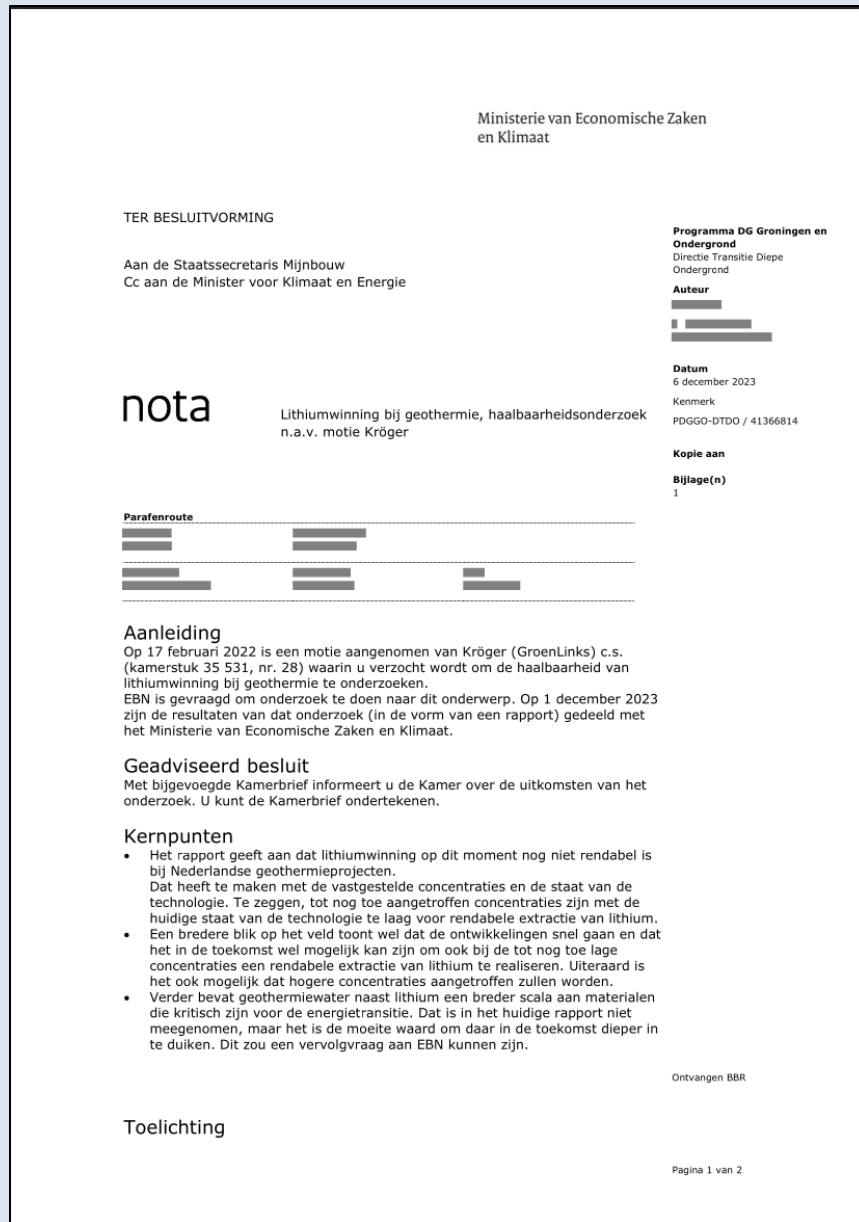 Ministerie van Economische Zaken
en Klimaat
TER BESLUITVORMING
Aan de Staatssecretaris Mijnbouw
Cc aan de Minister voor Klimaat en Energie
Programma DG Groningen en
Ondergrond
Directie Transitie Diepe
Ondergrond
Auteur
Datum
6 december 2023
Kenmerk
PDGGO-DTDO / 41366814
Kopie aan
Bijlage(n)
1
nota
Lithiumwinning bij geothermie, haalbaarheidsonderzoek
n.a.v. motie Kröger
Parafenroute
Aanleiding
Op 17 februari 2022 is een motie aangenomen van Kröger (GroenLinks) c.s.
(kamerstuk 35 531, nr. 28) waarin u verzocht wordt om de haalbaarheid van
lithiumwinning bij geothermie te onderzoeken.
EBN is gevraagd om onderzoek te doen naar dit onderwerp. Op 1 december 2023
zijn de resultaten van dat onderzoek (in de vorm van een rapport) gedeeld met
het Ministerie van Economische Zaken en Klimaat.
Geadviseerd besluit
Met bijgevoegde Kamerbrief informeert u de Kamer over de uitkomsten van het
onderzoek. U kunt de Kamerbrief ondertekenen.
Kernpunten
• Het rapport geeft aan dat lithiumwinning op dit moment nog niet rendabel is
bij Nederlandse geothermieprojecten.
Dat heeft te maken met de vastgestelde concentraties en de staat van de
technologie. Te zeggen, tot nog toe aangetroffen concentraties zijn met de
huidige staat van de technologie te laag voor rendabele extractie van lithium.
• Een bredere blik op het veld toont wel dat de ontwikkelingen snel gaan en dat
het in de toekomst wel mogelijk kan zijn om ook bij de tot nog toe lage
concentraties een rendabele extractie van lithium te realiseren. Uiteraard is
het ook mogelijk dat hogere concentraties aangetroffen zullen worden.
• Verder bevat geothermiewater naast lithium een breder scala aan materialen
die kritisch zijn voor de energietransitie. Dat is in het huidige rapport niet
meegenomen, maar het is de moeite waard om daar in de toekomst dieper in
te duiken. Dit zou een vervolgvraag aan EBN kunnen zijn.
Ontvangen BBR
Toelichting
Pagina 1 van 2